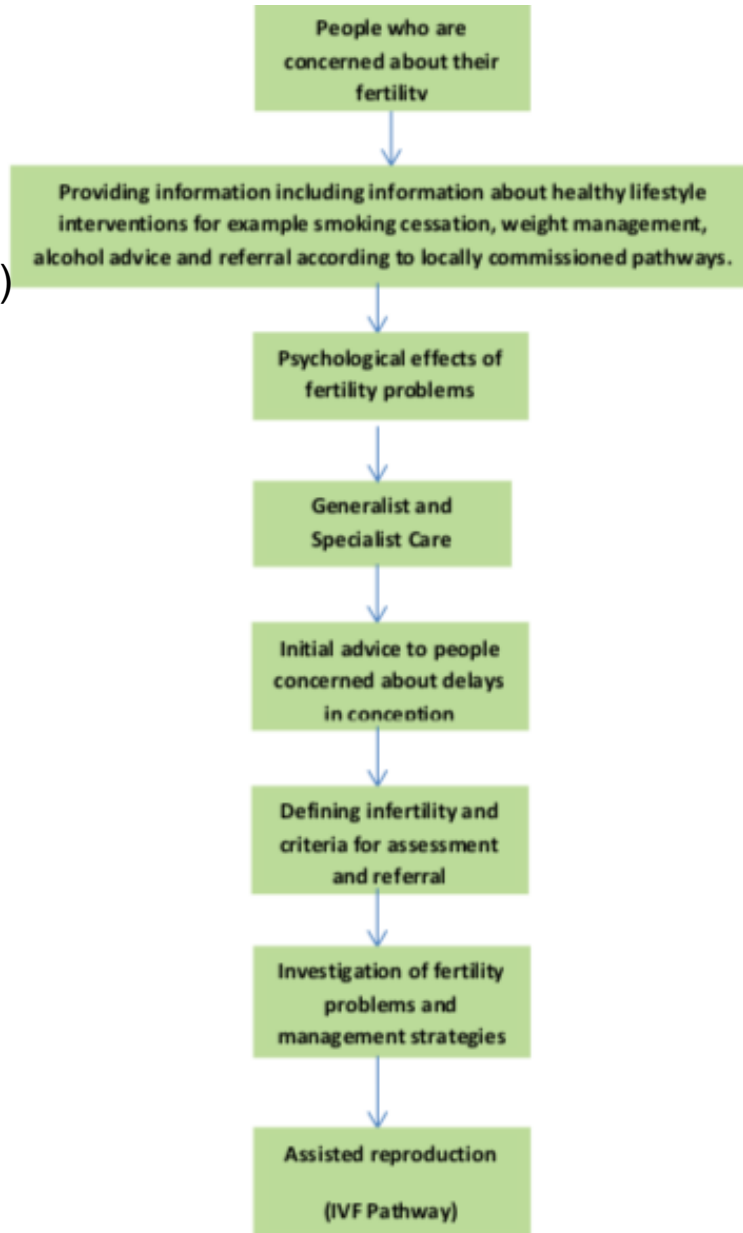 People who are
concerned about their
fertility
Providing information including information about healthy lifestyle
interventions for example smoking cessation, weight management,
alcohol advice and referral according to locally commissioned pathways.
)
Psychological effects of
fertility problems
Generalist and
Specialist Care
Initial advice to people
concerned about delays
in conception
Defining infertility and
criteria for assessment
and referral
Investigation of fertility
problems and
management strategies
Assisted reproduction
(IVF Pathway)